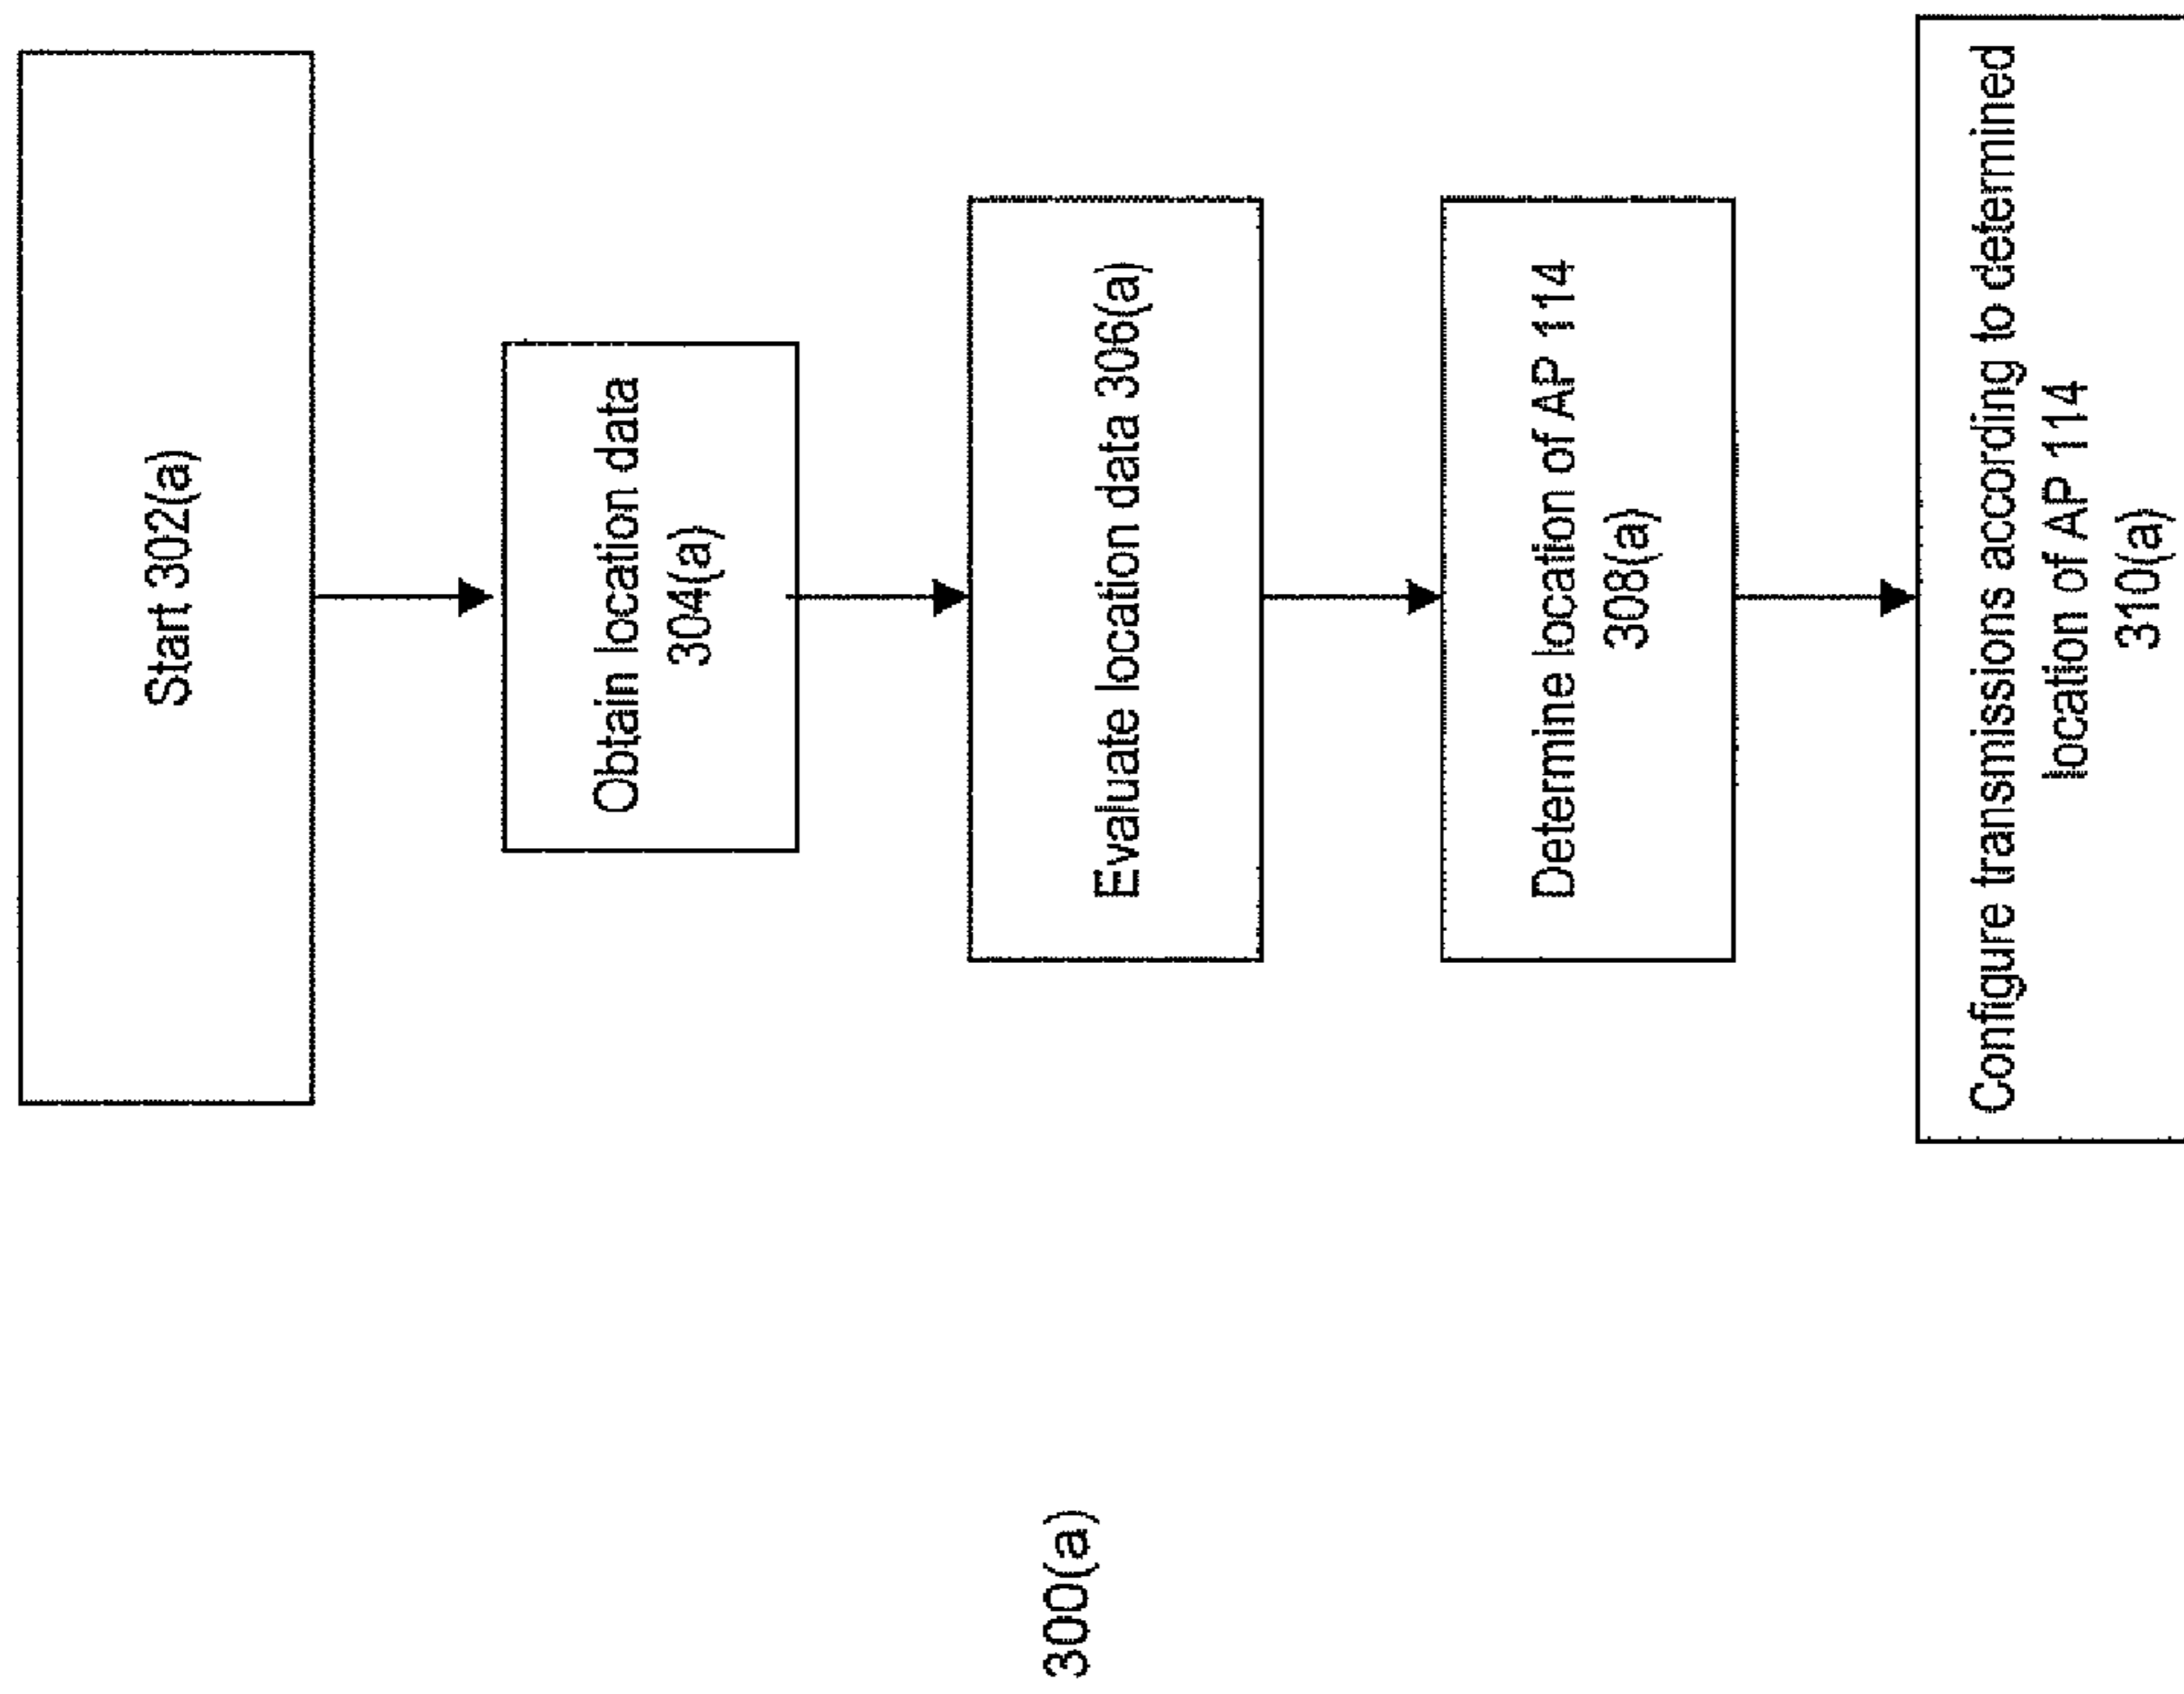 Start 302(a)
Obtain location data
304(a)
Evaluate location data 306(a)
Determine location of AP 114
308(a)
Configure transmissions according to determined
location of AP 114
310(a)
300(a)